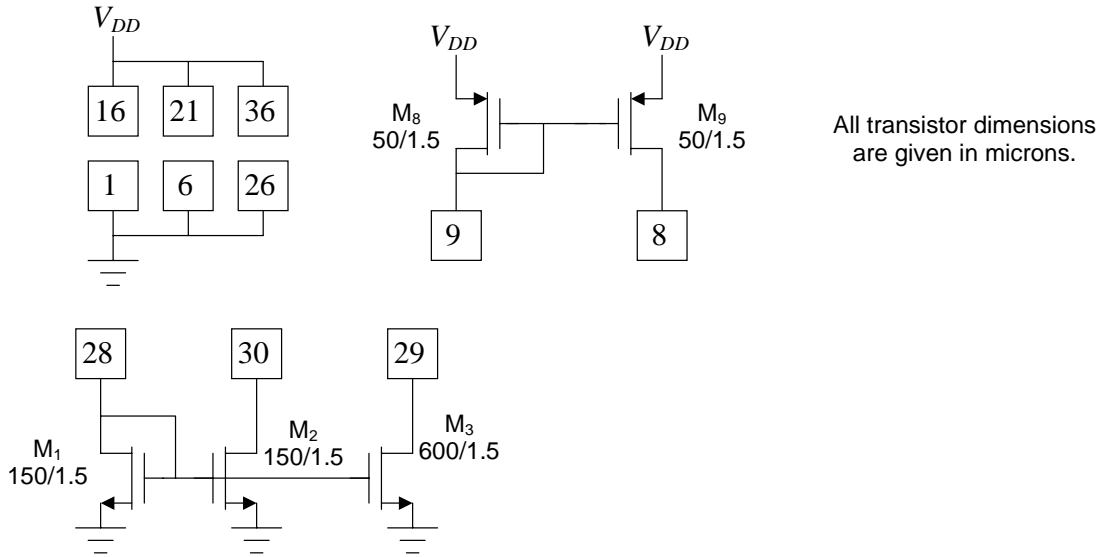 V_DD
16 21 36
1 6 26
V_DD V_DD
M₈
50/1.5
M₉
50/1.5
9 8
All transistor dimensions
are given in microns.
28 30 29
M₁
150/1.5
M₂
150/1.5
M₃
600/1.5